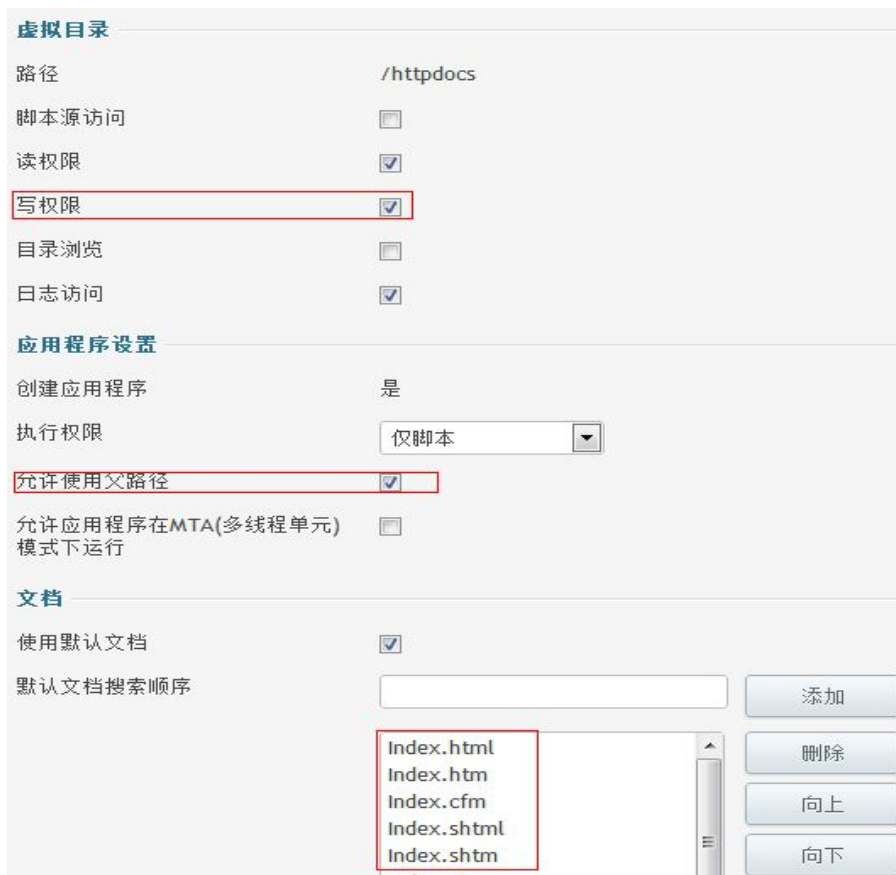 虚拟目录
路径 /httpdocs
脚本源访问
读权限
写权限
目录浏览
日志访问
应用程序设置
创建应用程序 是
执行权限 仅脚本
允许使用父路径
允许应用程序在MTA(多线程单元)
模式下运行
文档
使用默认文档
默认文档搜索顺序 添加
Index.html 删除
Index.htm
Index.cfm 向上
Index.shtml
Index.shtm 向下